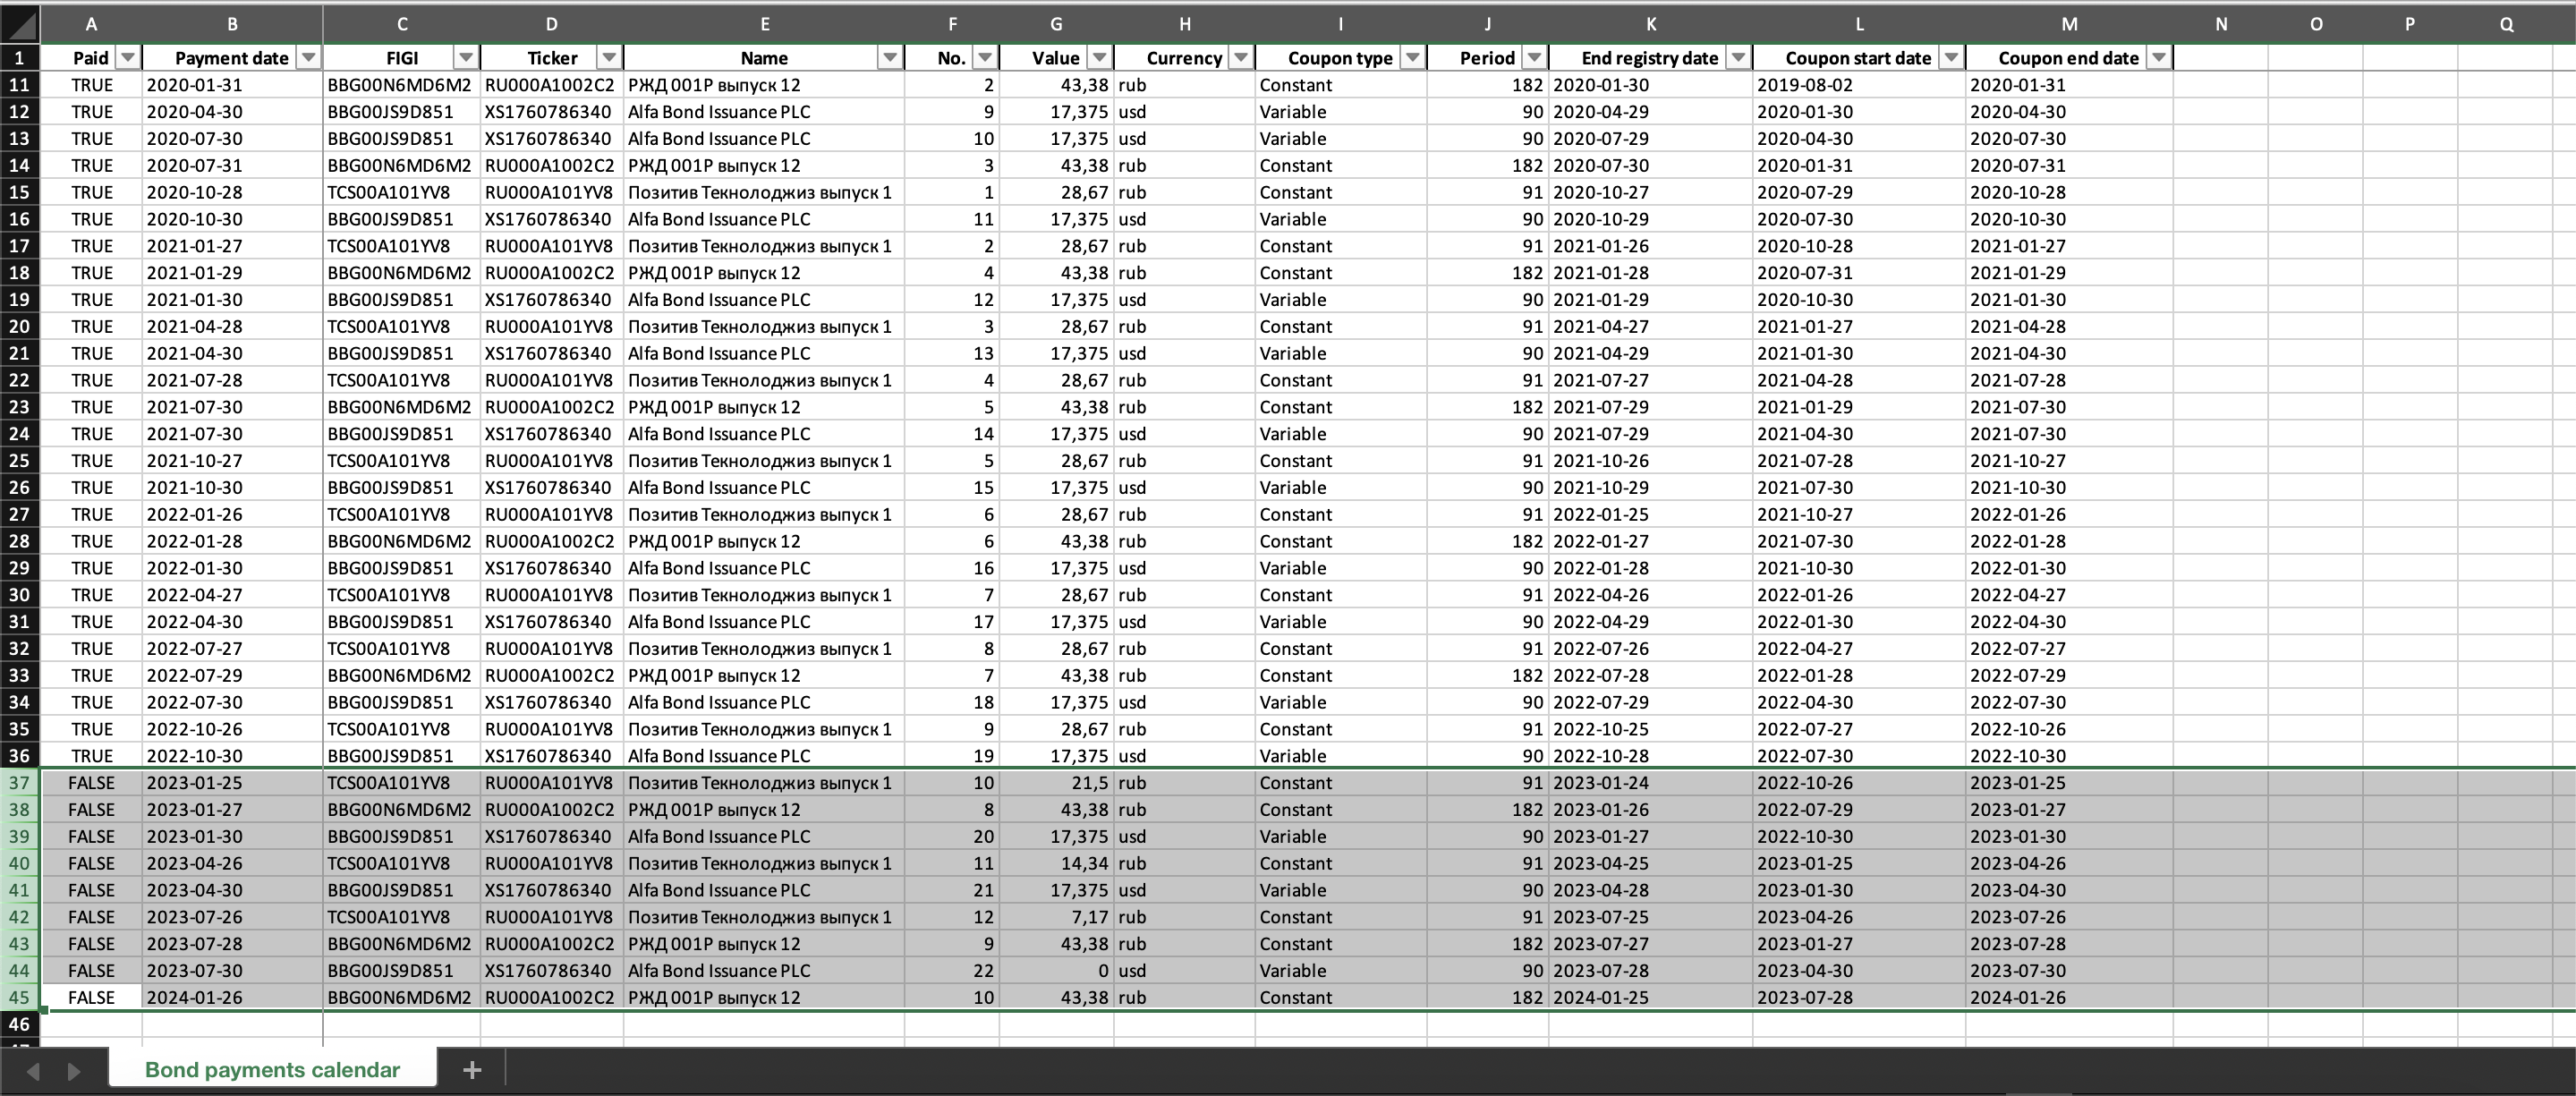 A B C D E F G H I J K L M N O P Q
1 Paid Payment date FIGI Ticker Name No. Value Currency Coupon type Period End registry date Coupon start date Coupon end date
11 TRUE 2020-01-31 BBG00N6MD6M2 RU000A1002C2 РЖД 001P выпуск 12 2 43,38 rub Constant 182 2020-01-30 2019-08-02 2020-01-31
12 TRUE 2020-04-30 BBG00JS9D851 XS1760786340 Alfa Bond Issuance PLC 9 17,375 usd Variable 90 2020-04-29 2020-01-30 2020-04-30
13 TRUE 2020-07-30 BBG00JS9D851 XS1760786340 Alfa Bond Issuance PLC 10 17,375 usd Variable 90 2020-07-29 2020-04-30 2020-07-30
14 TRUE 2020-07-31 BBG00N6MD6M2 RU000A1002C2 РЖД 001P выпуск 12 3 43,38 rub Constant 182 2020-07-30 2020-01-31 2020-07-31
15 TRUE 2020-10-28 TCS00A101YV8 RU000A101YV8 Позитив Текнолоджиз выпуск 1 1 28,67 rub Constant 91 2020-10-27 2020-07-29 2020-10-28
16 TRUE 2020-10-30 BBG00JS9D851 XS1760786340 Alfa Bond Issuance PLC 11 17,375 usd Variable 90 2020-10-29 2020-07-30 2020-10-30
17 TRUE 2021-01-27 TCS00A101YV8 RU000A101YV8 Позитив Текнолоджиз выпуск 1 2 28,67 rub Constant 91 2021-01-26 2020-10-28 2021-01-27
18 TRUE 2021-01-29 BBG00N6MD6M2 RU000A1002C2 РЖД 001P выпуск 12 4 43,38 rub Constant 182 2021-01-28 2020-07-31 2021-01-29
19 TRUE 2021-01-30 BBG00JS9D851 XS1760786340 Alfa Bond Issuance PLC 12 17,375 usd Variable 90 2021-01-29 2020-10-30 2021-01-30
20 TRUE 2021-04-28 TCS00A101YV8 RU000A101YV8 Позитив Текнолоджиз выпуск 1 3 28,67 rub Constant 91 2021-04-27 2021-01-27 2021-04-28
21 TRUE 2021-04-30 BBG00JS9D851 XS1760786340 Alfa Bond Issuance PLC 13 17,375 usd Variable 90 2021-04-29 2021-01-30 2021-04-30
22 TRUE 2021-07-28 TCS00A101YV8 RU000A101YV8 Позитив Текнолоджиз выпуск 1 4 28,67 rub Constant 91 2021-07-27 2021-04-28 2021-07-28
23 TRUE 2021-07-30 BBG00N6MD6M2 RU000A1002C2 РЖД 001P выпуск 12 5 43,38 rub Constant 182 2021-07-29 2021-01-29 2021-07-30
24 TRUE 2021-07-30 BBG00JS9D851 XS1760786340 Alfa Bond Issuance PLC 14 17,375 usd Variable 90 2021-07-29 2021-04-30 2021-07-30
25 TRUE 2021-10-27 TCS00A101YV8 RU000A101YV8 Позитив Текнолоджиз выпуск 1 5 28,67 rub Constant 91 2021-10-26 2021-07-28 2021-10-27
26 TRUE 2021-10-30 BBG00JS9D851 XS1760786340 Alfa Bond Issuance PLC 15 17,375 usd Variable 90 2021-10-29 2021-07-30 2021-10-30
27 TRUE 2022-01-26 TCS00A101YV8 RU000A101YV8 Позитив Текнолоджиз выпуск 1 6 28,67 rub Constant 91 2022-01-25 2021-10-27 2022-01-26
28 TRUE 2022-01-28 BBG00N6MD6M2 RU000A1002C2 РЖД 001P выпуск 12 6 43,38 rub Constant 182 2022-01-27 2021-07-30 2022-01-28
29 TRUE 2022-01-30 BBG00JS9D851 XS1760786340 Alfa Bond Issuance PLC 16 17,375 usd Variable 90 2022-01-28 2021-10-30 2022-01-30
30 TRUE 2022-04-27 TCS00A101YV8 RU000A101YV8 Позитив Текнолоджиз выпуск 1 7 28,67 rub Constant 91 2022-04-26 2022-01-26 2022-04-27
31 TRUE 2022-04-30 BBG00JS9D851 XS1760786340 Alfa Bond Issuance PLC 17 17,375 usd Variable 90 2022-04-29 2022-01-30 2022-04-30
32 TRUE 2022-07-27 TCS00A101YV8 RU000A101YV8 Позитив Текнолоджиз выпуск 1 8 28,67 rub Constant 91 2022-07-26 2022-04-27 2022-07-27
33 TRUE 2022-07-29 BBG00N6MD6M2 RU000A1002C2 РЖД 001P выпуск 12 7 43,38 rub Constant 182 2022-07-28 2022-01-28 2022-07-29
34 TRUE 2022-07-30 BBG00JS9D851 XS1760786340 Alfa Bond Issuance PLC 18 17,375 usd Variable 90 2022-07-29 2022-04-30 2022-07-30
35 TRUE 2022-10-26 TCS00A101YV8 RU000A101YV8 Позитив Текнолоджиз выпуск 1 9 28,67 rub Constant 91 2022-10-25 2022-07-27 2022-10-26
36 TRUE 2022-10-30 BBG00JS9D851 XS1760786340 Alfa Bond Issuance PLC 19 17,375 usd Variable 90 2022-10-28 2022-07-30 2022-10-30
37 FALSE 2023-01-25 TCS00A101YV8 RU000A101YV8 Позитив Текнолоджиз выпуск 1 10 21,5 rub Constant 91 2023-01-24 2022-10-26 2023-01-25
38 FALSE 2023-01-27 BBG00N6MD6M2 RU000A1002C2 РЖД 001P выпуск 12 8 43,38 rub Constant 182 2023-01-26 2022-07-29 2023-01-27
39 FALSE 2023-01-30 BBG00JS9D851 XS1760786340 Alfa Bond Issuance PLC 20 17,375 usd Variable 90 2023-01-27 2022-10-30 2023-01-30
40 FALSE 2023-04-26 TCS00A101YV8 RU000A101YV8 Позитив Текнолоджиз выпуск 1 11 14,34 rub Constant 91 2023-04-25 2023-01-25 2023-04-26
41 FALSE 2023-04-30 BBG00JS9D851 XS1760786340 Alfa Bond Issuance PLC 21 17,375 usd Variable 90 2023-04-28 2023-01-30 2023-04-30
42 FALSE 2023-07-26 TCS00A101YV8 RU000A101YV8 Позитив Текнолоджиз выпуск 1 12 7,17 rub Constant 91 2023-07-25 2023-04-26 2023-07-26
43 FALSE 2023-07-28 BBG00N6MD6M2 RU000A1002C2 РЖД 001P выпуск 12 9 43,38 rub Constant 182 2023-07-27 2023-01-27 2023-07-28
44 FALSE 2023-07-30 BBG00JS9D851 XS1760786340 Alfa Bond Issuance PLC 22 0 usd Variable 90 2023-07-28 2023-04-30 2023-07-30
45 FALSE 2024-01-26 BBG00N6MD6M2 RU000A1002C2 РЖД 001P выпуск 12 10 43,38 rub Constant 182 2024-01-25 2023-07-28 2024-01-26
46
Bond payments calendar +